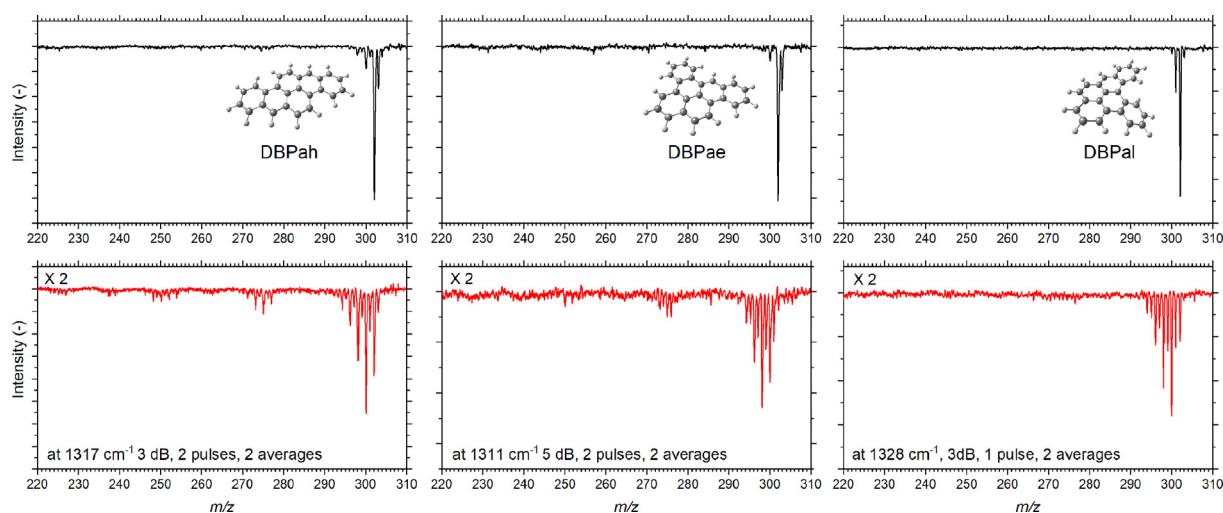 Intensity (-)
DBPah
220 230 240 250 260 270 280 290 300 310
DBPae
220 230 240 250 260 270 280 290 300 310
DBPal
220 230 240 250 260 270 280 290 300 310
Intensity (-)
X 2
at 1317 cm⁻¹ 3 dB, 2 pulses, 2 averages
220 230 240 250 260 270 280 290 300 310
m/z
X 2
at 1311 cm⁻¹ 5 dB, 2 pulses, 2 averages
220 230 240 250 260 270 280 290 300 310
m/z
X 2
at 1328 cm⁻¹, 3dB, 1 pulse, 2 averages
220 230 240 250 260 270 280 290 300 310
m/z